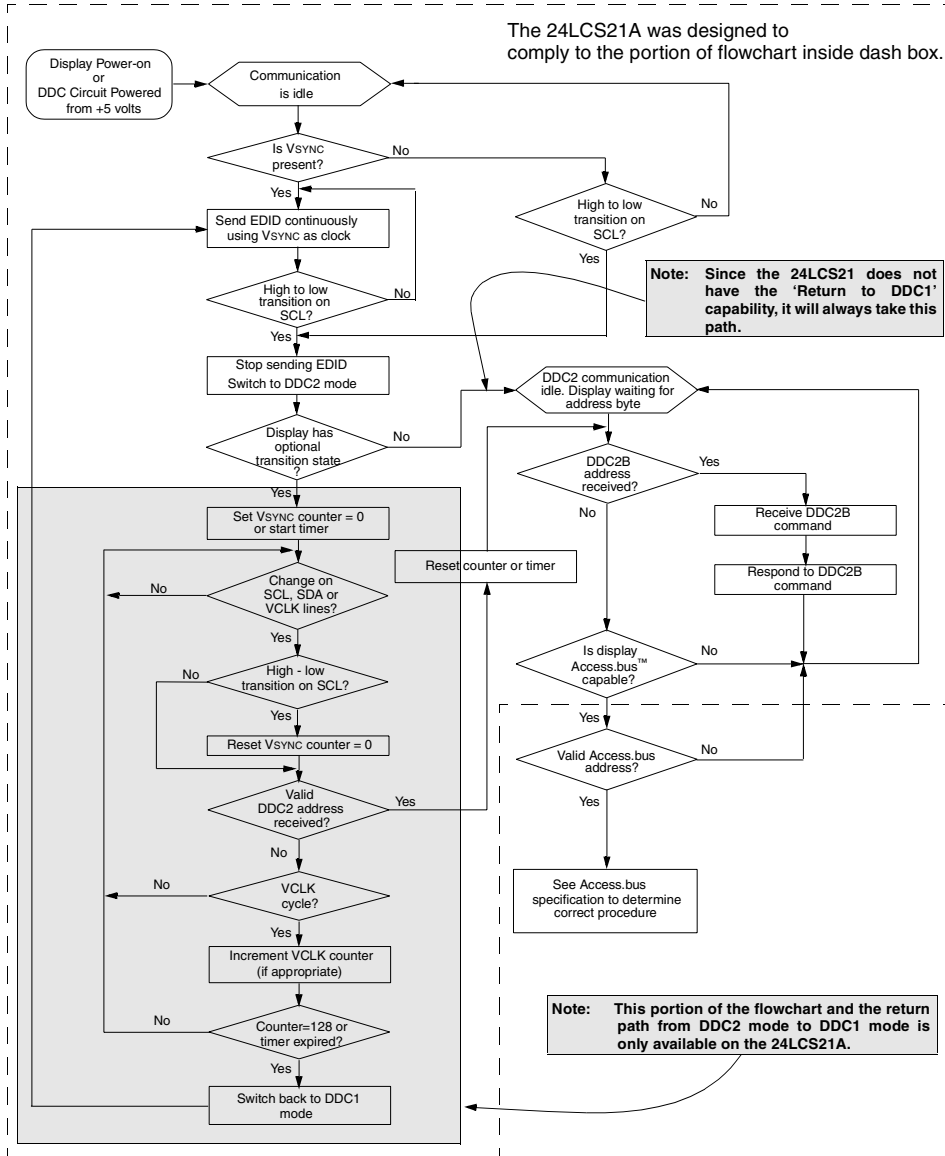 The 24LCS21A was designed to
comply to the portion of flowchart inside dash box.
Display Power-on
or
DDC Circuit Powered
from +5 volts
Communication
is idle
Is VSYNC
present?
No
Yes
Send EDID continuously
using VSYNC as clock
High to low
transition on
SCL?
No
Yes
High to low
transition on
SCL?
No
Yes
Note: Since the 24LCS21 does not
have the ‘Return to DDC1’
capability, it will always take this
path.
Stop sending EDID
Switch to DDC2 mode
Display has
optional
transition state
?
No
Yes
DDC2 communication
idle. Display waiting for
address byte
DDC2B
address
received?
Yes
No
Receive DDC2B
command
Respond to DDC2B
command
Set VSYNC counter = 0
or start timer
Reset counter or timer
Change on
SCL, SDA or
VCLK lines?
No
Yes
High - low
transition on SCL?
No
Yes
Reset VSYNC counter = 0
Valid
DDC2 address
received?
Yes
No
VCLK
cycle?
No
Yes
Increment VCLK counter
(if appropriate)
Counter=128 or
timer expired?
No
Yes
Switch back to DDC1
mode
Is display
Access.bus™
capable?
No
Yes
Valid Access.bus
address?
No
Yes
See Access.bus
specification to determine
correct procedure
Note: This portion of the flowchart and the return
path from DDC2 mode to DDC1 mode is
only available on the 24LCS21A.